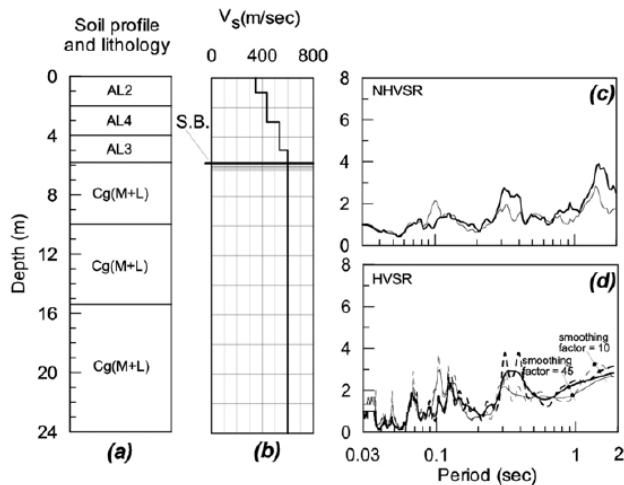 Soil profile
and lithology
V_S(m/sec)
0 400 800
0
4
8
12
16
20
24
Depth (m)
AL2
AL4
AL3
Cg(M+L)
Cg(M+L)
Cg(M+L)
(a)
S.B.
(b)
8
6
4
2
0
NHVSR
(c)
8
6
4
2
0
HVSR
(d)
smoothing
factor = 10
smoothing
factor = 45
0.03 0.1 1 2
Period (sec)